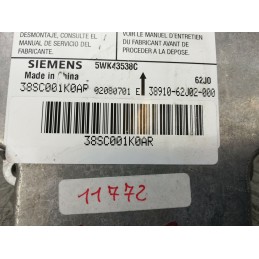 DESMONTAJE, CONSULTE EL
MANUAL DE SERVICIO DEL
FABRICANTE.
VOIR LE MANUEL D'ENTRETIEN
DU FABRICANT AVANT DE
PROCEDER A LA DEPOSE.
SIEMENS 5WK43538C
Made in China 62J0
38SC001K0AR 02080701 E 38910-62J02-000
38SC001K0AR
11772